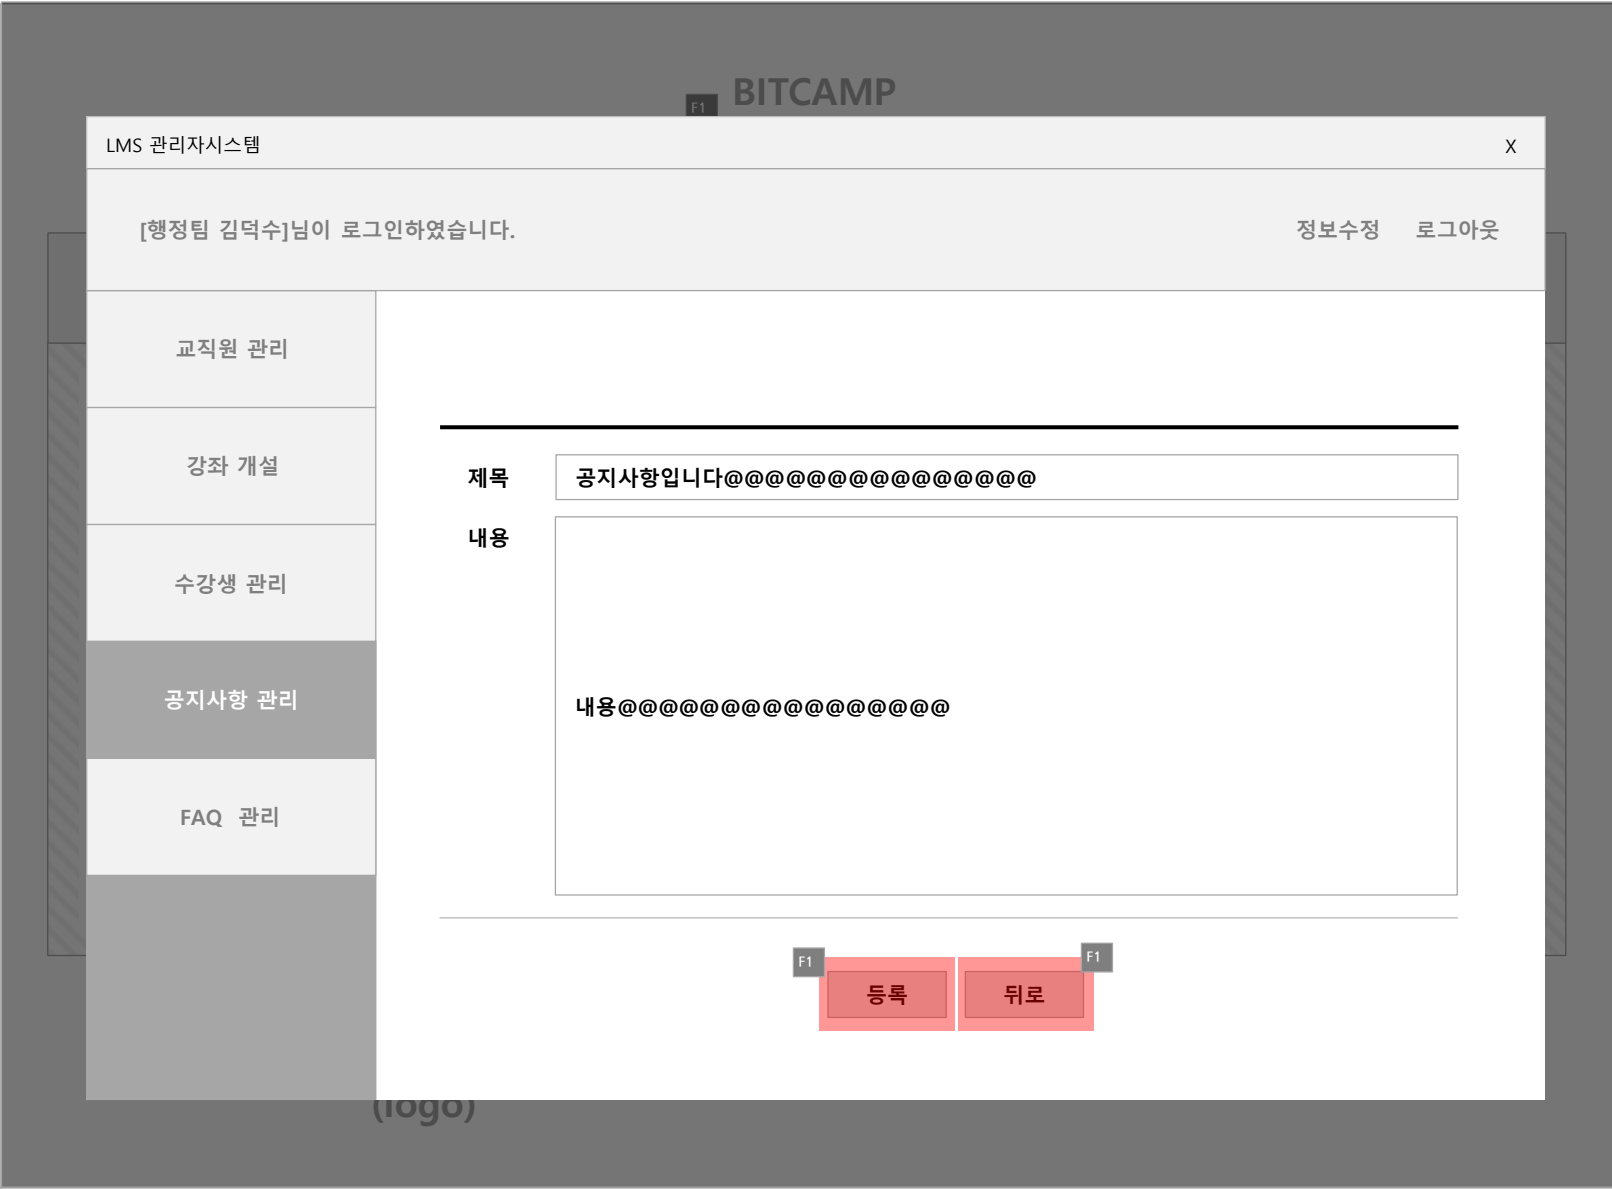 BITCAMP
F1
LMS 관리자시스템
X
[행정팀 김덕수]님이 로그인하였습니다.
정보수정
로그아웃
교직원 관리
강좌 개설
수강생 관리
공지사항 관리
FAQ 관리
제목
공지사항입니다@@@@@@@@@@@@@@@
내용
내용@@@@@@@@@@@@@@@@
F1
F1
등록
뒤로
(logo)